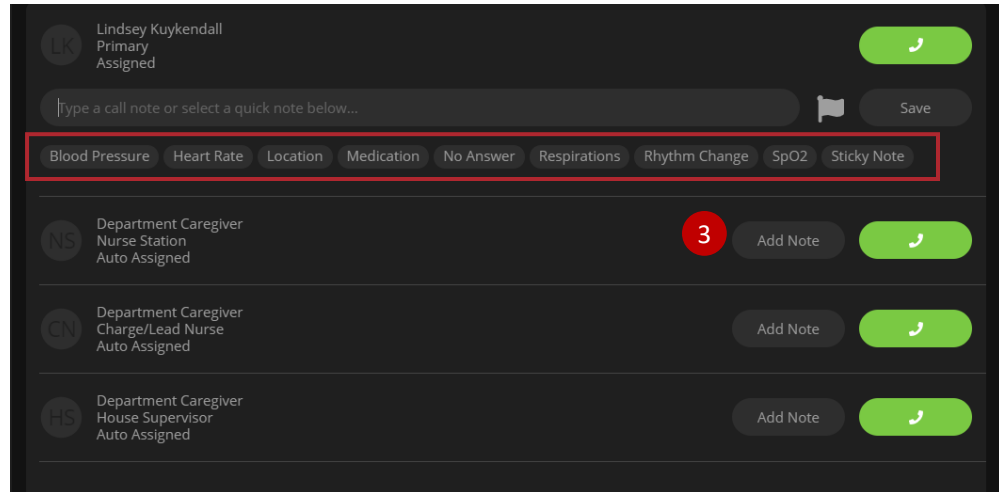 LK
Lindsey Kuykendall
Primary
Assigned
Type a call note or select a quick note below...
Save
Blood Pressure Heart Rate Location Medication No Answer Respirations Rhythm Change SpO2 Sticky Note
NS
Department Caregiver
Nurse Station
Auto Assigned
3
Add Note
CN
Department Caregiver
Charge/Lead Nurse
Auto Assigned
Add Note
HS
Department Caregiver
House Supervisor
Auto Assigned
Add Note